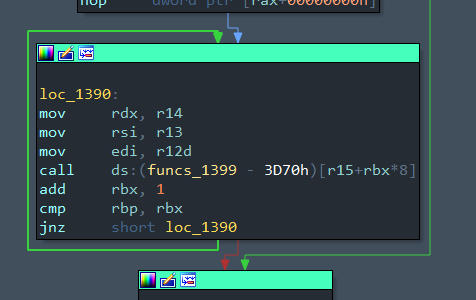 nop     dword ptr [rax+00000000h]
loc_1390:
mov     rdx, r14
mov     rsi, r13
mov     edi, r12d
call    ds:(funcs_1399 - 3D70h)[r15+rbx*8]
add     rbx, 1
cmp     rbp, rbx
jnz     short loc_1390